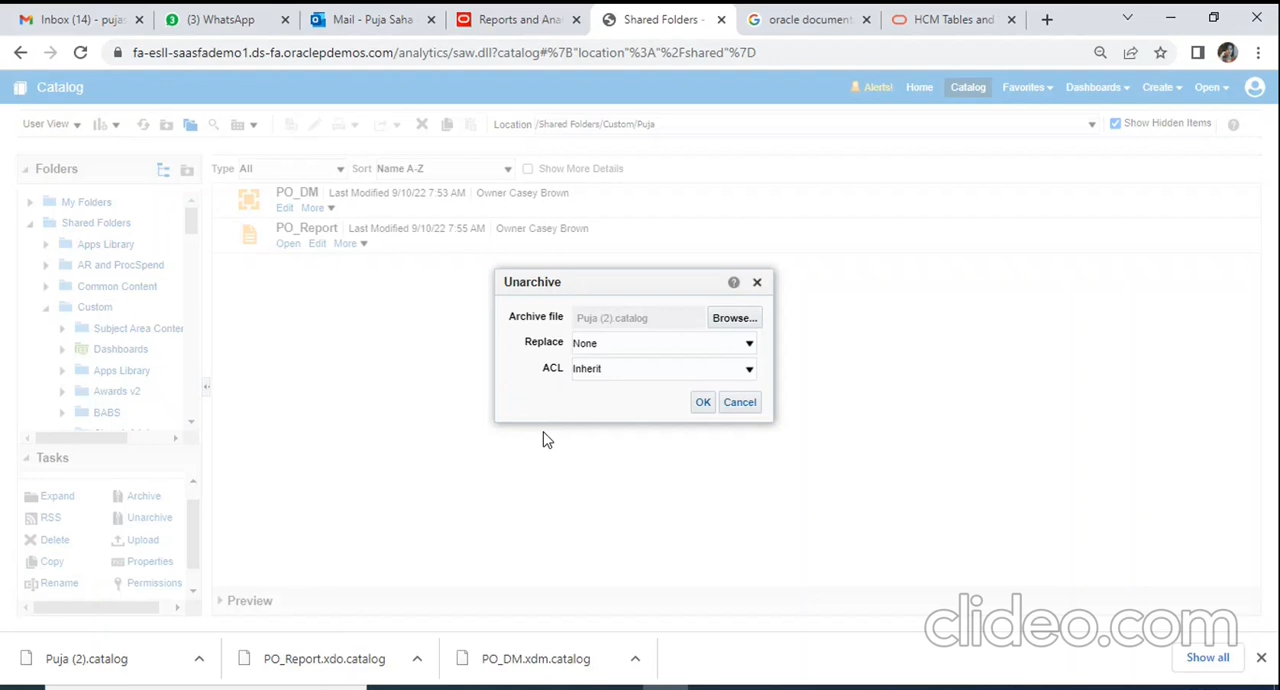 Inbox (14) - pujas
(3) WhatsApp
Mail - Puja Saha
Reports and Ana
Shared Folders -
oracle document
HCM Tables and
fa-esll-saasfademo1.ds-fa.oraclepdemos.com/analytics/saw.dll?catalog#%7B"location"%3A"%2Fshared"%7D
Catalog
Alerts!
Home
Catalog
Favorites
Dashboards
Create
Open
User View
Location /Shared Folders/Custom/Puja
Show Hidden Items
Folders
Type All
Sort Name A-Z
Show More Details
My Folders
Shared Folders
Apps Library
AR and ProcSpend
Common Content
Custom
Subject Area Conter
Dashboards
Apps Library
Awards v2
BABS
PO_DM Last Modified 9/10/22 7:53 AM Owner Casey Brown
Edit More
PO_Report Last Modified 9/10/22 7:55 AM Owner Casey Brown
Open Edit More
Unarchive
Archive file Puja (2).catalog Browse...
Replace None
ACL Inherit
OK Cancel
Tasks
Expand Archive
RSS Unarchive
Delete Upload
Copy Properties
Rename Permissions
Preview
clideo.com
Puja (2).catalog
PO_Report.xdo.catalog
PO_DM.xdm.catalog
Show all